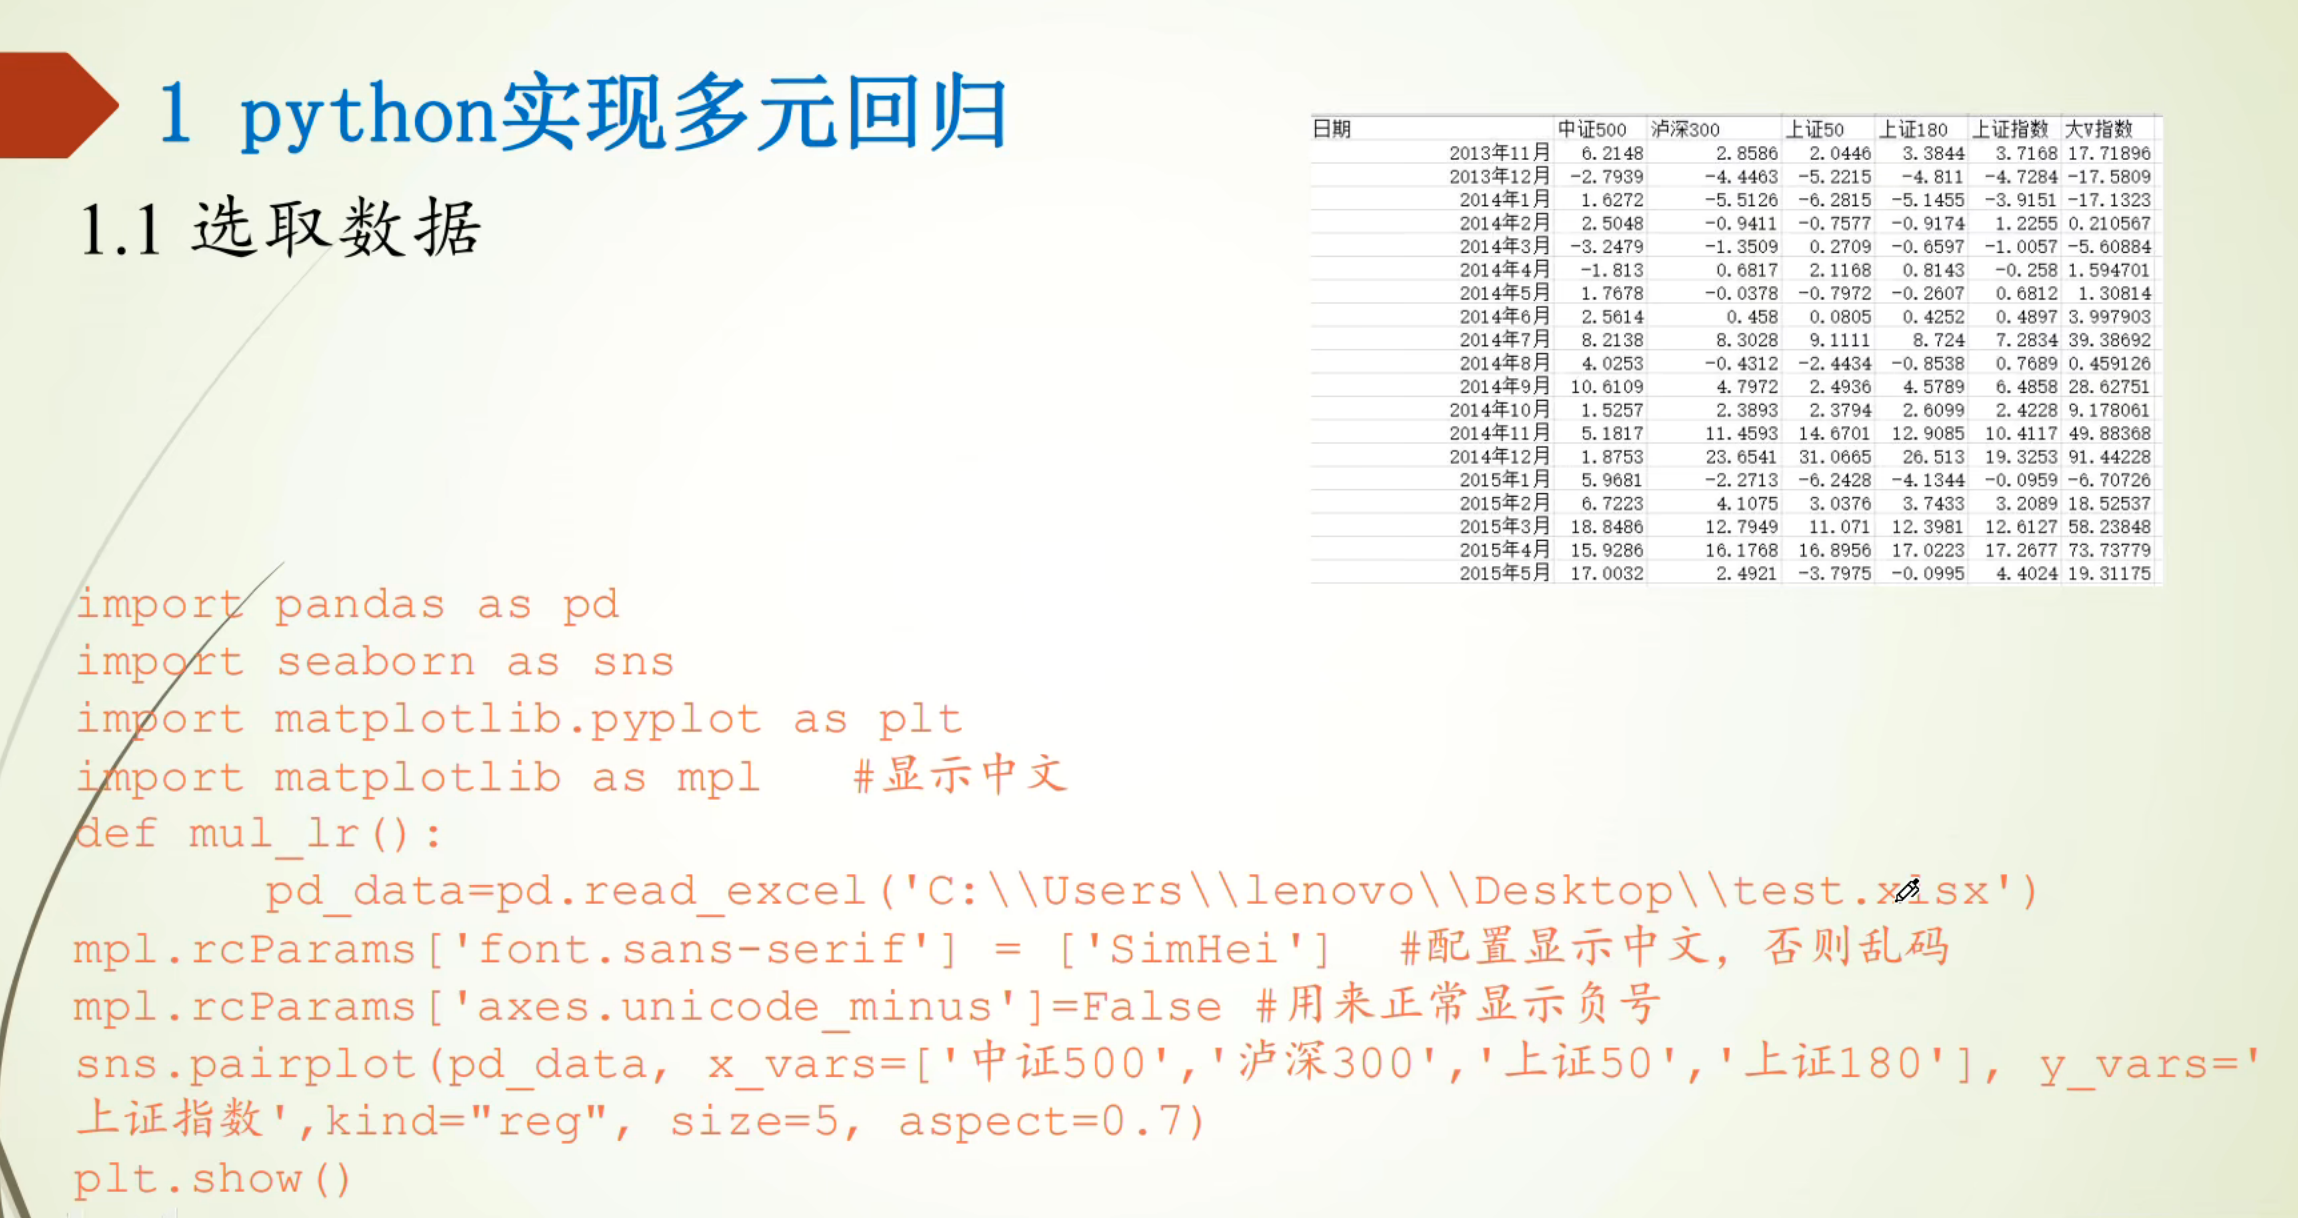 1 python实现多元回归
1.1 选取数据
日期 中证500 泸深300 上证50 上证180 上证指数 大V指数
2013年11月 6.2148 2.8586 2.0446 3.3844 3.7168 17.71896
2013年12月 -2.7939 -4.4463 -5.2215 -4.811 -4.7284 -17.5809
2014年1月 1.6272 -5.5126 -6.2815 -5.1455 -3.9151 -17.1323
2014年2月 2.5048 -0.9411 -0.7577 -0.9174 1.2255 0.210567
2014年3月 -3.2479 -1.3509 0.2709 -0.6597 -1.0057 -5.60884
2014年4月 -1.813 0.6817 2.1168 0.8143 -0.258 1.594701
2014年5月 1.7678 -0.0378 -0.7972 -0.2607 0.6812 1.30814
2014年6月 2.5614 0.458 0.0805 0.4252 0.4897 3.997903
2014年7月 8.2138 8.3028 9.1111 8.724 7.2834 39.38692
2014年8月 4.0253 -0.4312 -2.4434 -0.8538 0.7689 0.459126
2014年9月 10.6109 4.7972 2.4936 4.5789 6.4858 28.62751
2014年10月 1.5257 2.3893 2.3794 2.6099 2.4228 9.178061
2014年11月 5.1817 11.4593 14.6701 12.9085 10.4117 49.88368
2014年12月 1.8753 23.6541 31.0665 26.513 19.3253 91.44228
2015年1月 5.9681 -2.2713 -6.2428 -4.1344 -0.0959 -6.70726
2015年2月 6.7223 4.1075 3.0376 3.7433 3.2089 18.52537
2015年3月 18.8486 12.7949 11.071 12.3981 12.6127 58.23848
2015年4月 15.9286 16.1768 16.8956 17.0223 17.2677 73.73779
2015年5月 17.0032 2.4921 -3.7975 -0.0995 4.4024 19.31175
import pandas as pd
import seaborn as sns
import matplotlib.pyplot as plt
import matplotlib as mpl #显示中文
def mul_lr():
pd_data=pd.read_excel('C:\\Users\\lenovo\\Desktop\\test.xlsx')
mpl.rcParams['font.sans-serif'] = ['SimHei'] #配置显示中文，否则乱码
mpl.rcParams['axes.unicode_minus']=False #用来正常显示负号
sns.pairplot(pd_data, x_vars=['中证500','泸深300','上证50','上证180'], y_vars='
上证指数',kind="reg", size=5, aspect=0.7)
plt.show()